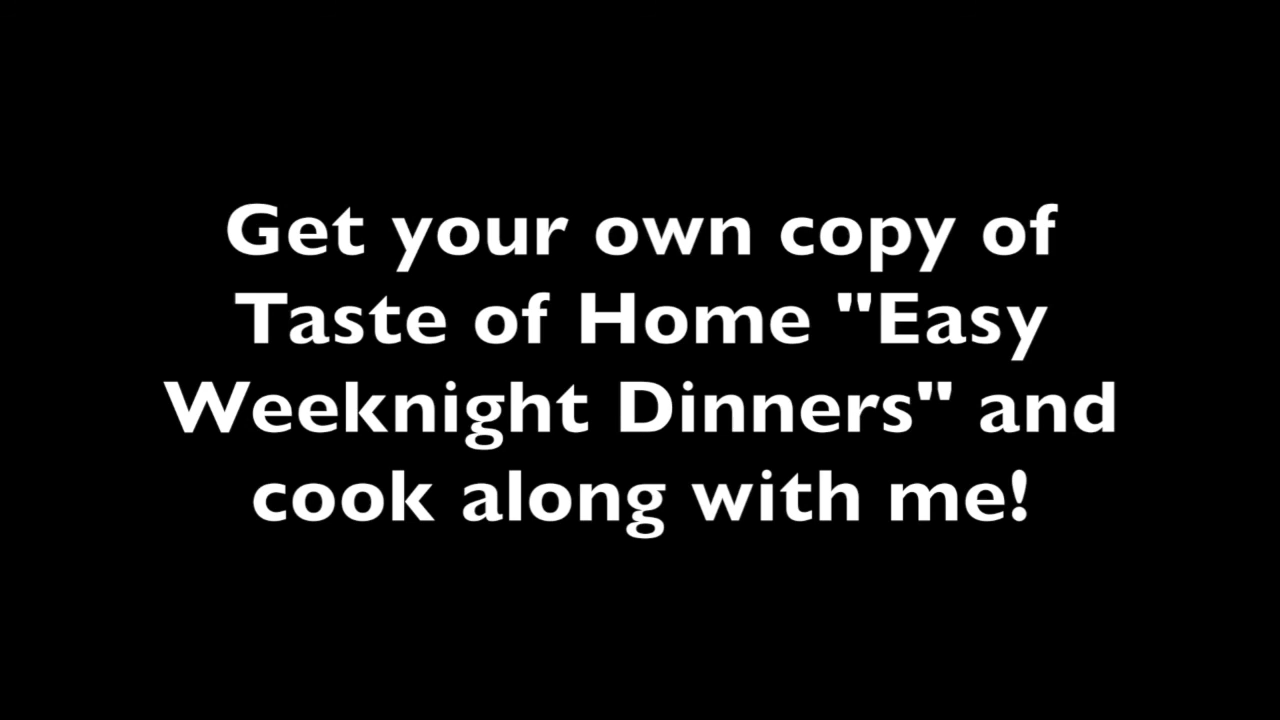 Get your own copy of
Taste of Home "Easy
Weeknight Dinners" and
cook along with me!